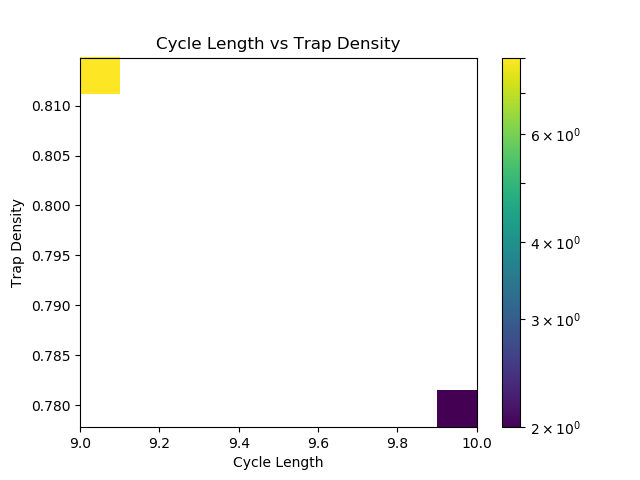 Cycle Length vs Trap Density
Trap Density
0.810
0.805
0.800
0.795
0.790
0.785
0.780
9.0 9.2 9.4 9.6 9.8 10.0
Cycle Length
6 × 10⁰
4 × 10⁰
3 × 10⁰
2 × 10⁰